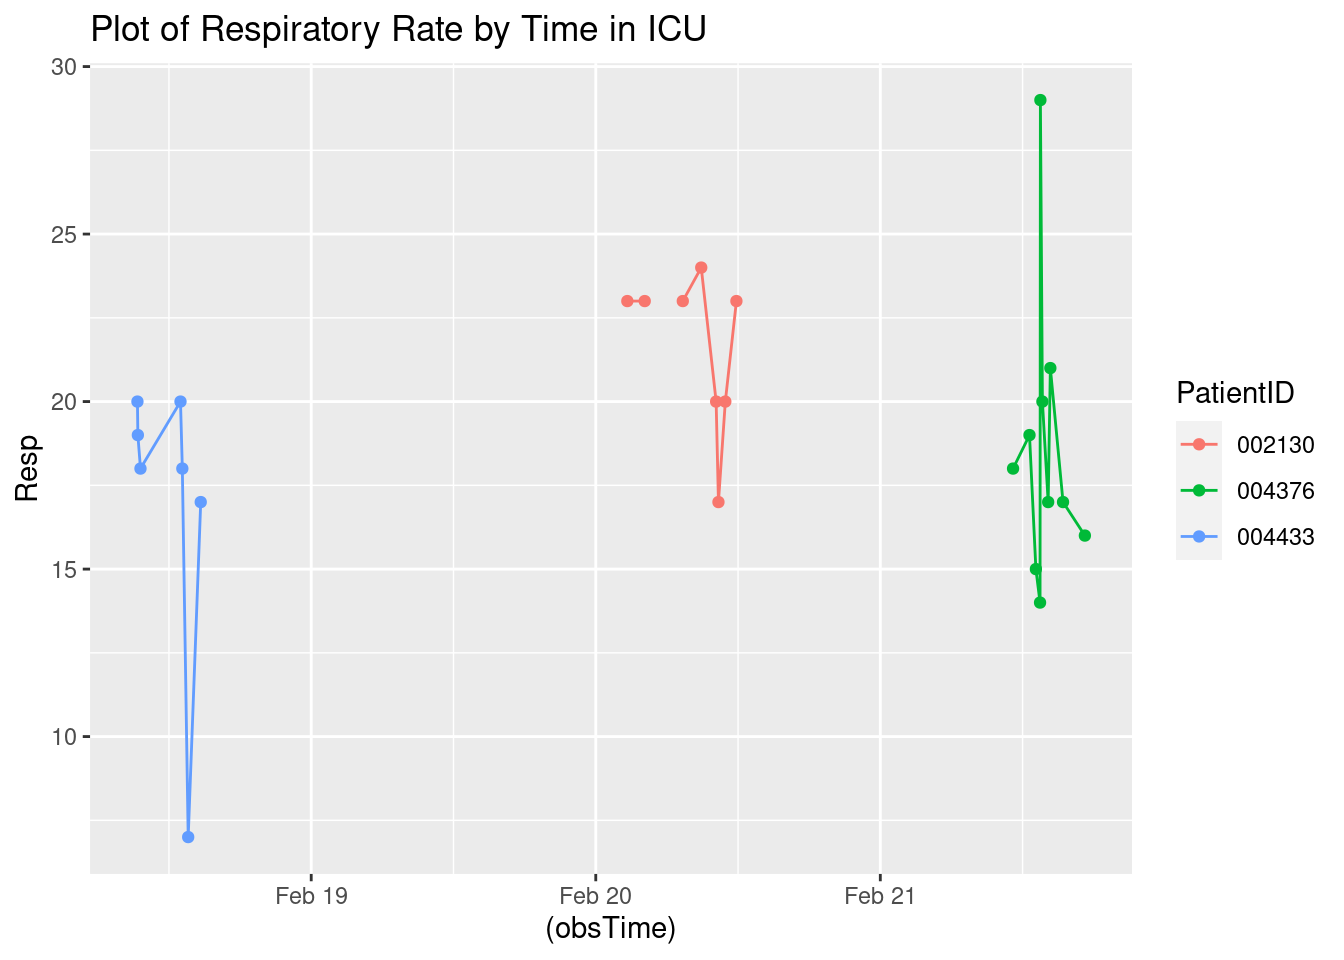 Plot of Respiratory Rate by Time in ICU
30
25
20
15
10
Resp
Feb 19
Feb 20
Feb 21
(obsTime)
PatientID
002130
004376
004433